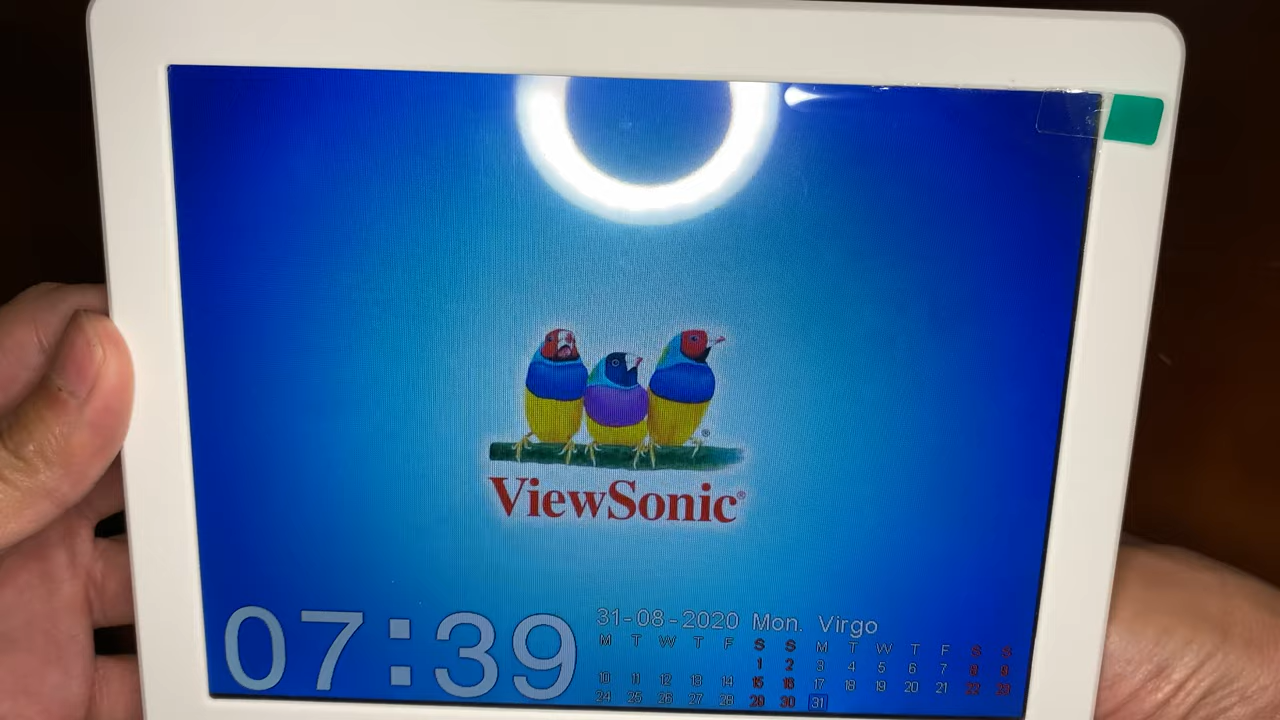 ViewSonic®
07:39
31-08-2020 Mon. Virgo
M T W T F S S M T W T F S S
1 2 3 4 5 6 7 8 9
10 11 12 13 14 15 16 17 18 19 20 21 22 23
24 25 26 27 28 29 30 31